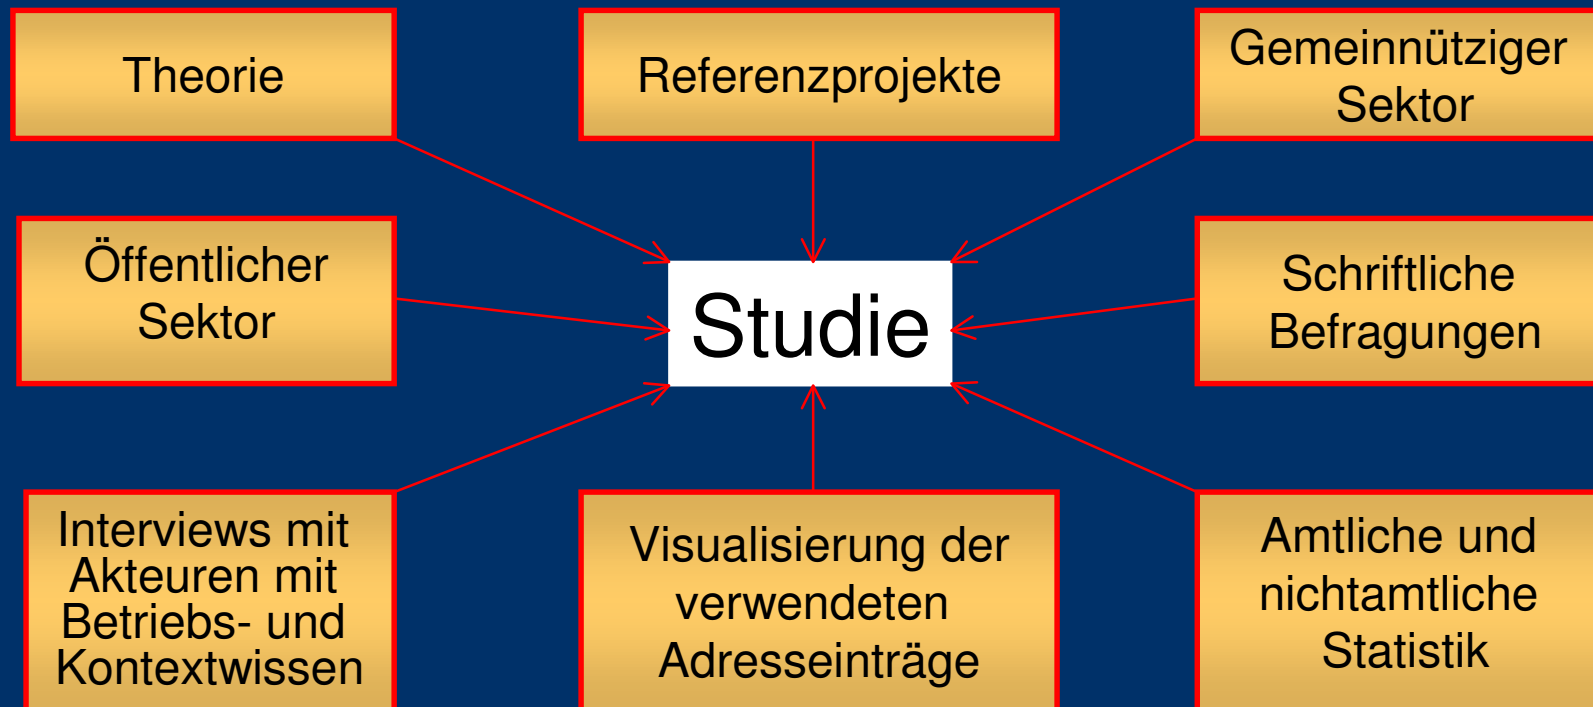 Theorie
Referenzprojekte
Gemeinnütziger
Sektor
Öffentlicher
Sektor
Studie
Schriftliche
Befragungen
Interviews mit
Akteuren mit
Betriebs- und
Kontextwissen
Visualisierung der
verwendeten
Adresseinträge
Amtliche und
nichtamtliche
Statistik